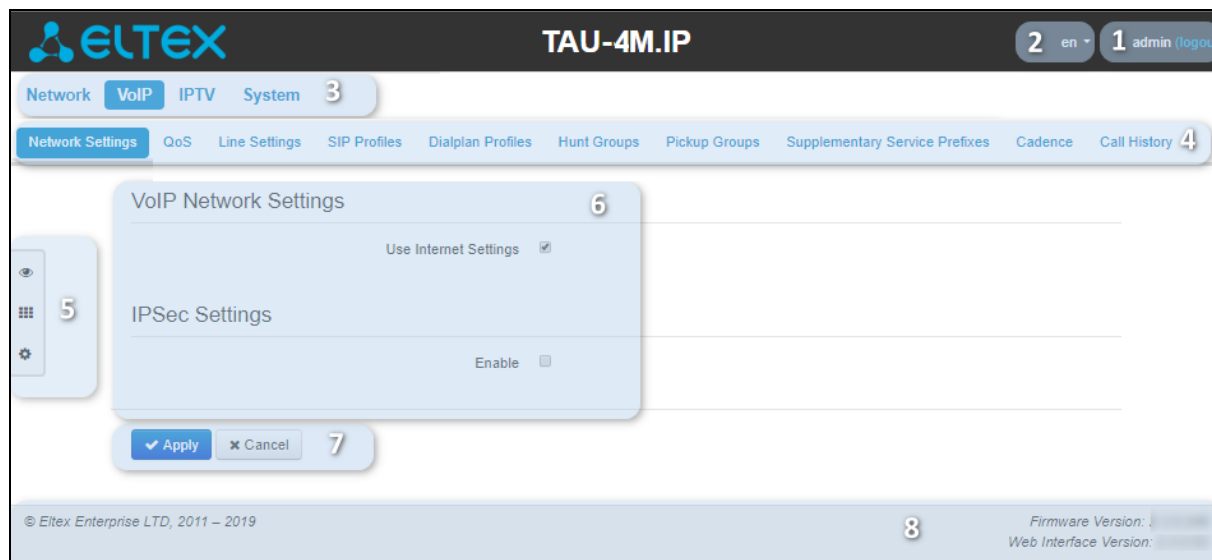 ELTEX TAU-4M.IP 2 en 1 admin (logou
Network VoIP IPTV System 3
Network Settings QoS Line Settings SIP Profiles Dialplan Profiles Hunt Groups Pickup Groups Supplementary Service Prefixes Cadence Call History 4
VoIP Network Settings 6
Use Internet Settings
5
IPSec Settings
Enable
Apply Cancel 7
© Eltex Enterprise LTD, 2011 – 2019 8 Firmware Version:
Web Interface Version: